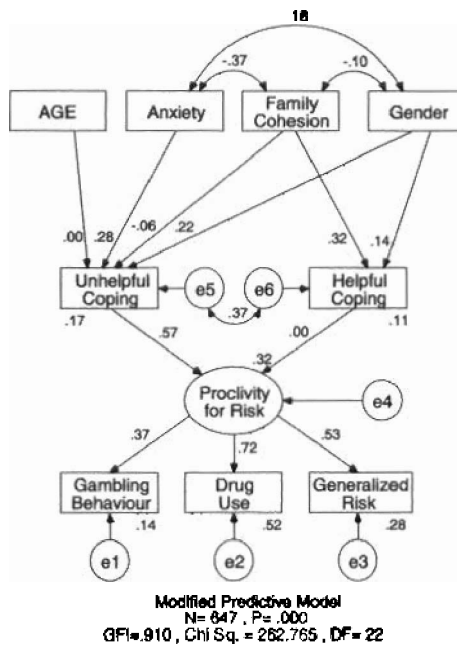 18
-.37
-.10
AGE
Anxiety
Family
Cohesion
Gender
.00
.28
-.06
.22
.32
.14
Unhelpful
Coping
e5
e6
Helpful
Coping
.17
.37
.11
.57
.00
.32
Proclivity
for Risk
e4
.37
.72
.53
Gambling
Behaviour
Drug
Use
Generalized
Risk
.14
.52
.28
e1
e2
e3
Modified Predictive Model
N= 647 , P= .000
GFI=.910 , Chi Sq. = 262.765 , DF= 22